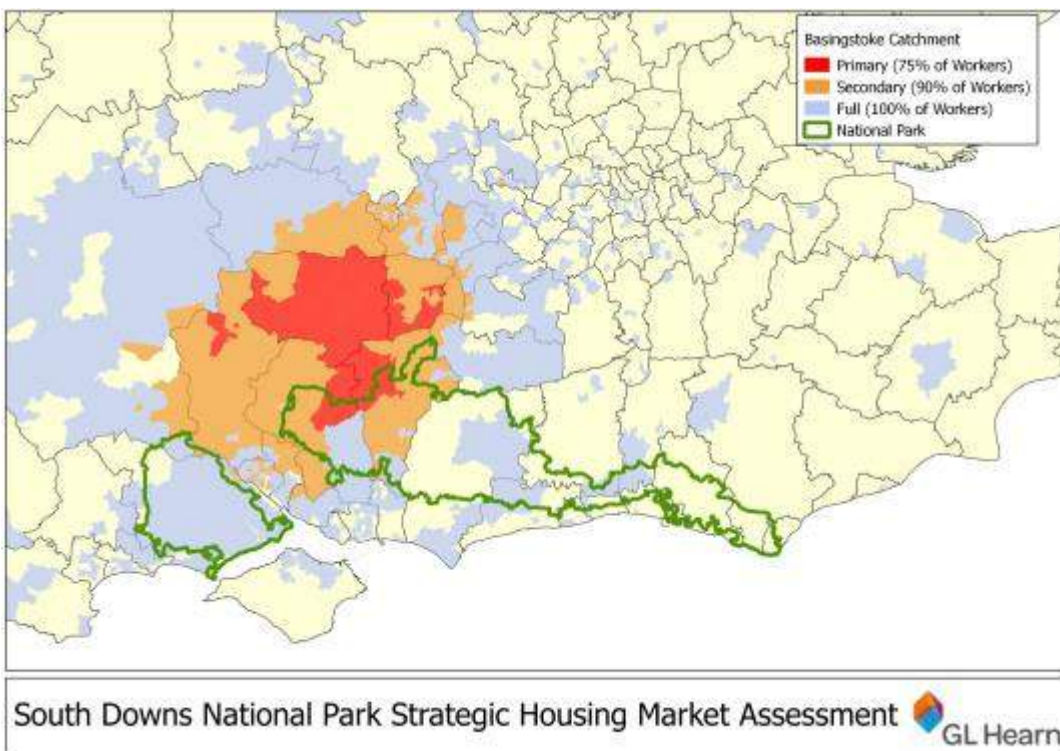 Basingstoke Catchment
Primary (75% of Workers)
Secondary (90% of Workers)
Full (100% of Workers)
National Park
South Downs National Park Strategic Housing Market Assessment
GL Hearn